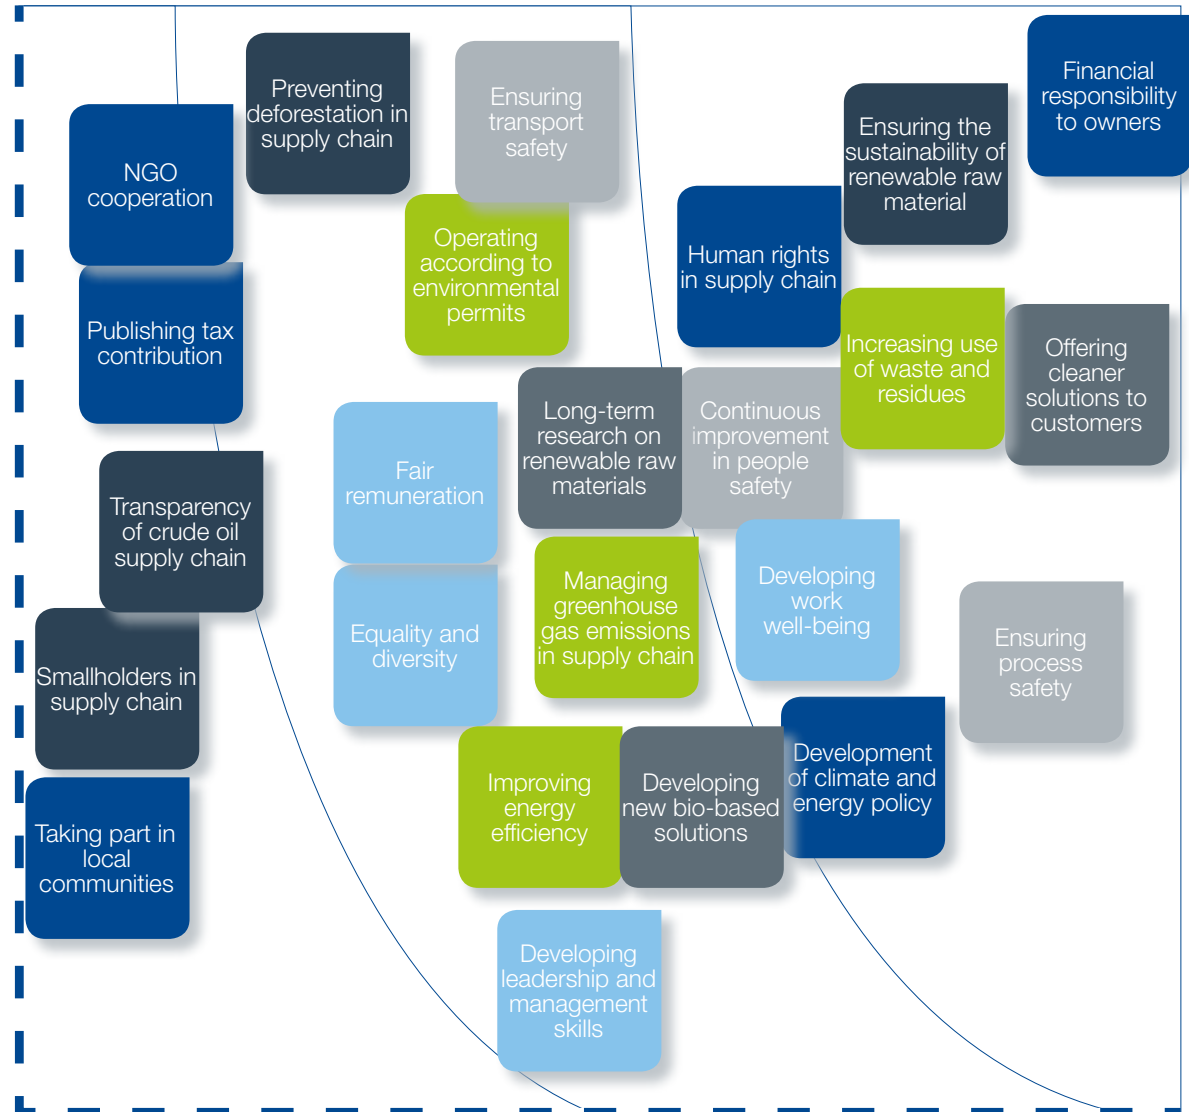 Preventing
deforestation in
supply chain
Ensuring
transport
safety
Financial
responsibility
to owners
Ensuring the
sustainability of
renewable raw
material
NGO
cooperation
Operating
according to
environmental
permits
Human rights
in supply chain
Publishing tax
contribution
Increasing use
of waste and
residues
Offering
cleaner
solutions to
customers
Long-term
research on
renewable raw
materials
Continuous
improvement
in people
safety
Fair
remuneration
Transparency
of crude oil
supply chain
Managing
greenhouse
gas emissions
in supply chain
Developing
work
well-being
Equality and
diversity
Ensuring
process
safety
Smallholders in
supply chain
Development
of climate and
energy policy
Improving
energy
efficiency
Developing
new bio-based
solutions
Taking part in
local
communities
Developing
leadership and
management
skills